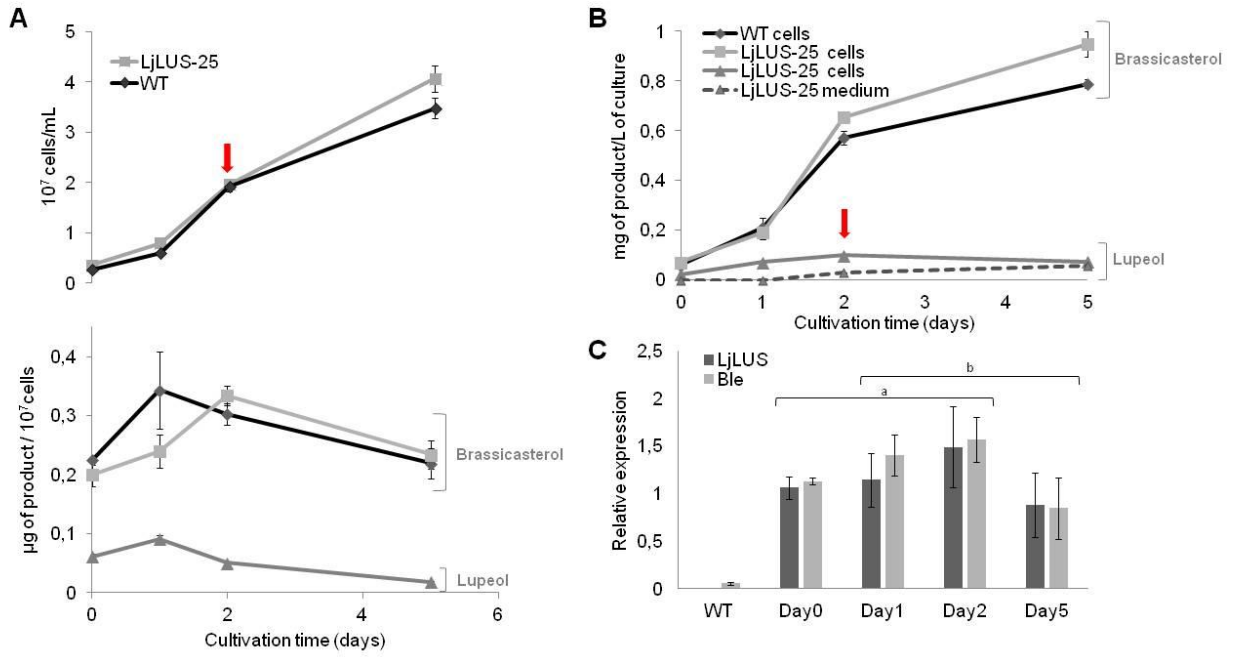 A
LjLUS-25
WT
10⁷ cells/mL
5
4
3
2
1
0
µg of product / 10⁷cells
0,4
0,3
0,2
0,1
0
Brassicasterol
Lupeol
0 2 4 6
Cultivation time (days)
B
WT cells
LjLUS-25 cells
LjLUS-25 cells
LjLUS-25 medium
mg of product/L of culture
1
0,8
0,6
0,4
0,2
0
Brassicasterol
Lupeol
0 1 2 3 4 5
Cultivation time (days)
C
LjLUS
Ble
Relative expression
2,5
2
1,5
1
0,5
0
b
a
WT Day0 Day1 Day2 Day5